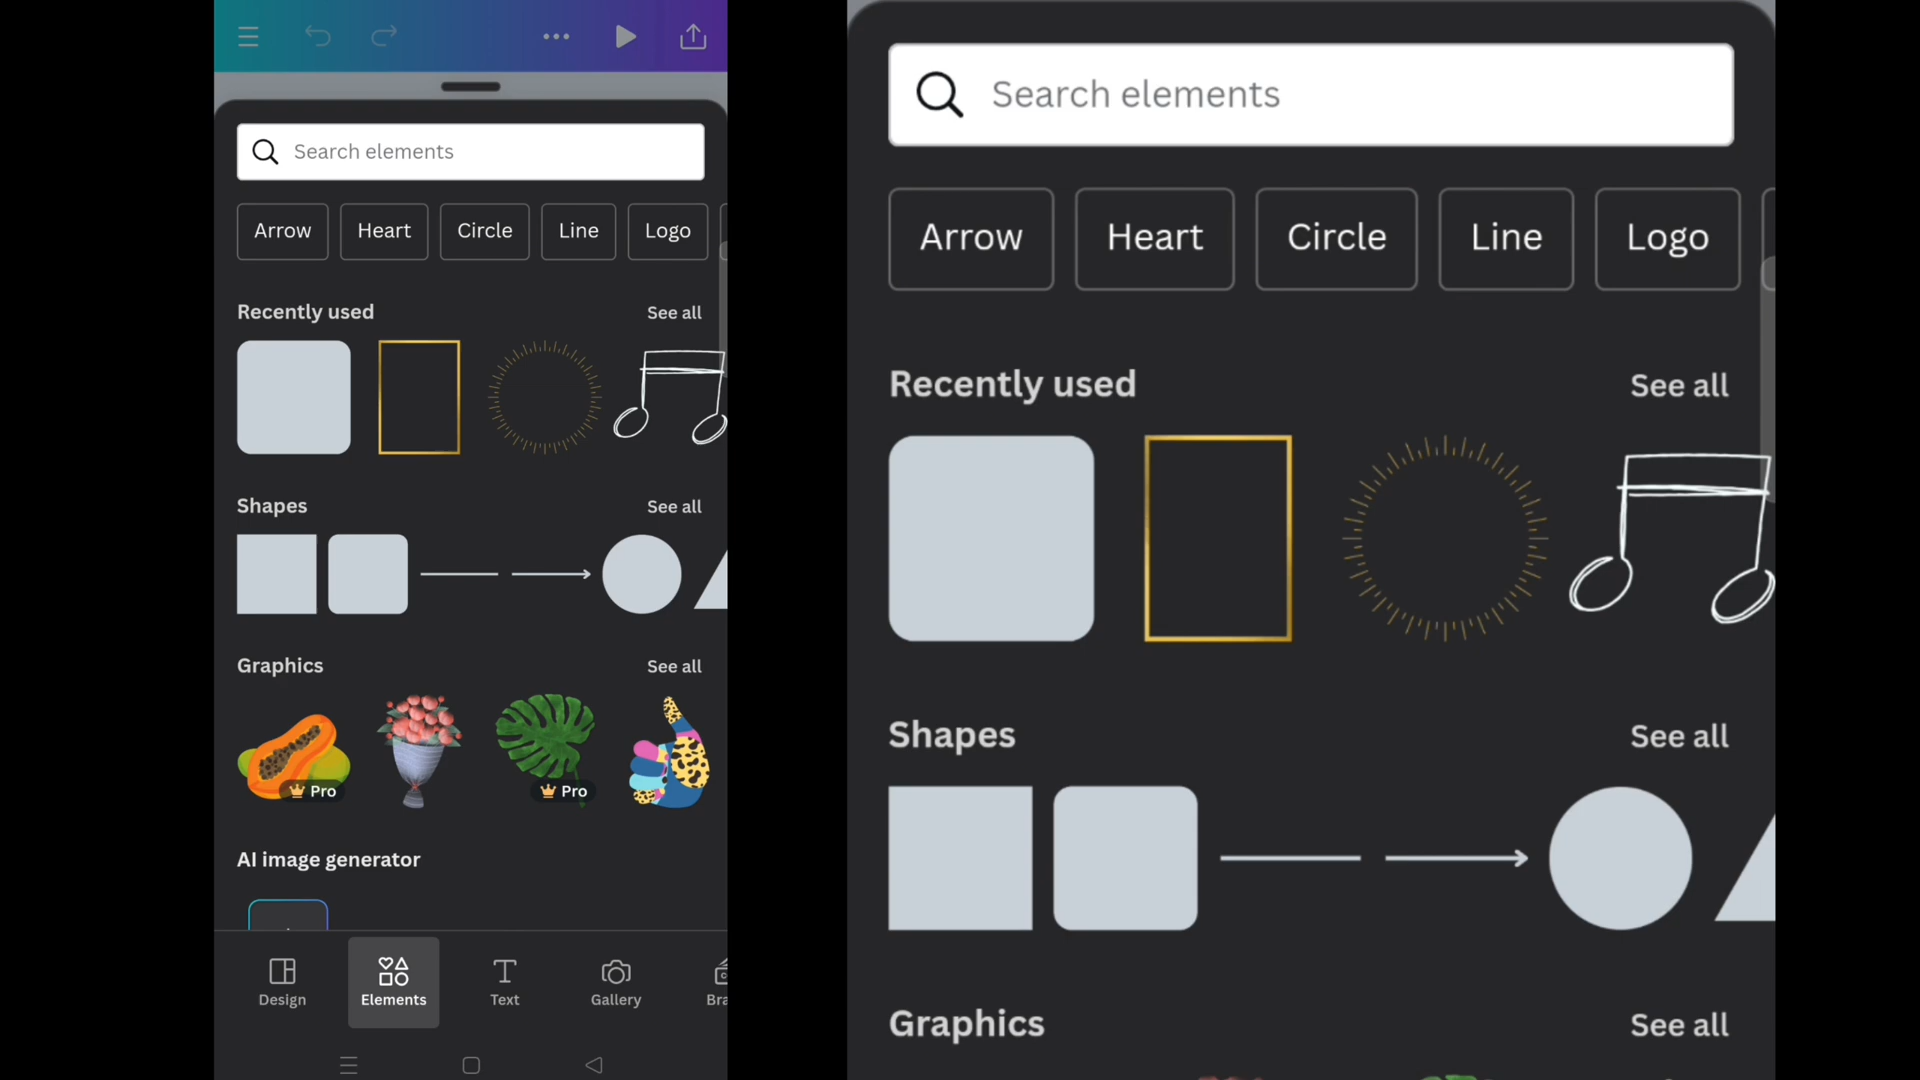 Search elements
Arrow Heart Circle Line Logo
Recently used See all
Shapes See all
Graphics See all
Pro Pro
AI image generator
Design Elements Text Gallery Bra
Search elements
Arrow Heart Circle Line Logo
Recently used See all
Shapes See all
Graphics See all